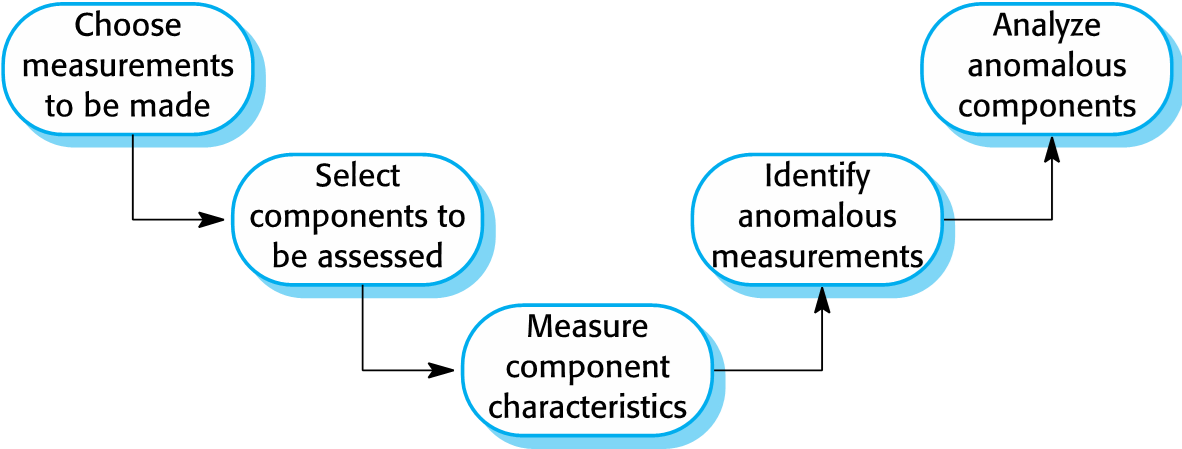 Choose
measurements
to be made
Select
components to
be assessed
Measure
component
characteristics
Identify
anomalous
measurements
Analyze
anomalous
components